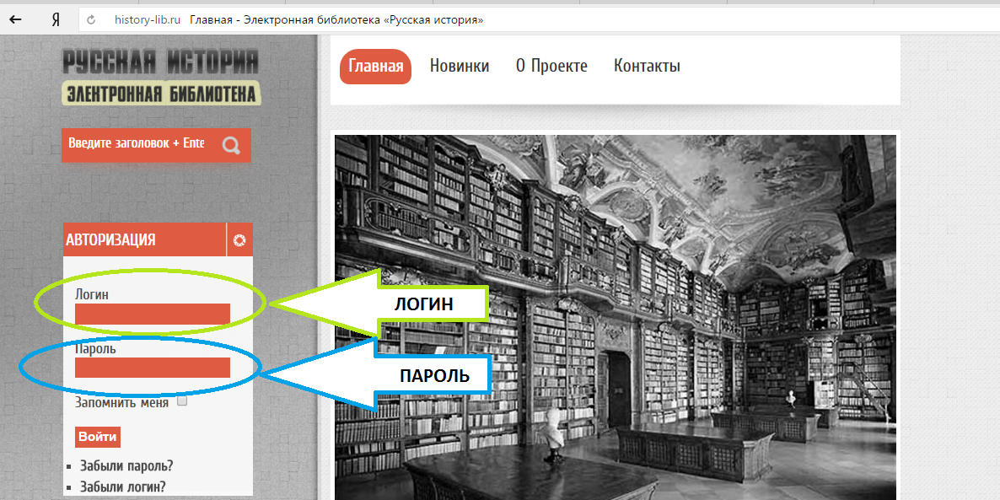 Я
history-lib.ru Главная - Электронная библиотека «Русская история»
РУССКАЯ ИСТОРИЯ
ЭЛЕКТРОННАЯ БИБЛИОТЕКА
Главная Новинки О Проекте Контакты
Введите заголовок + Ente
АВТОРИЗАЦИЯ
Логин
ЛОГИН
Пароль
ПАРОЛЬ
Запомнить меня
Войти
Забыли пароль?
Забыли логин?